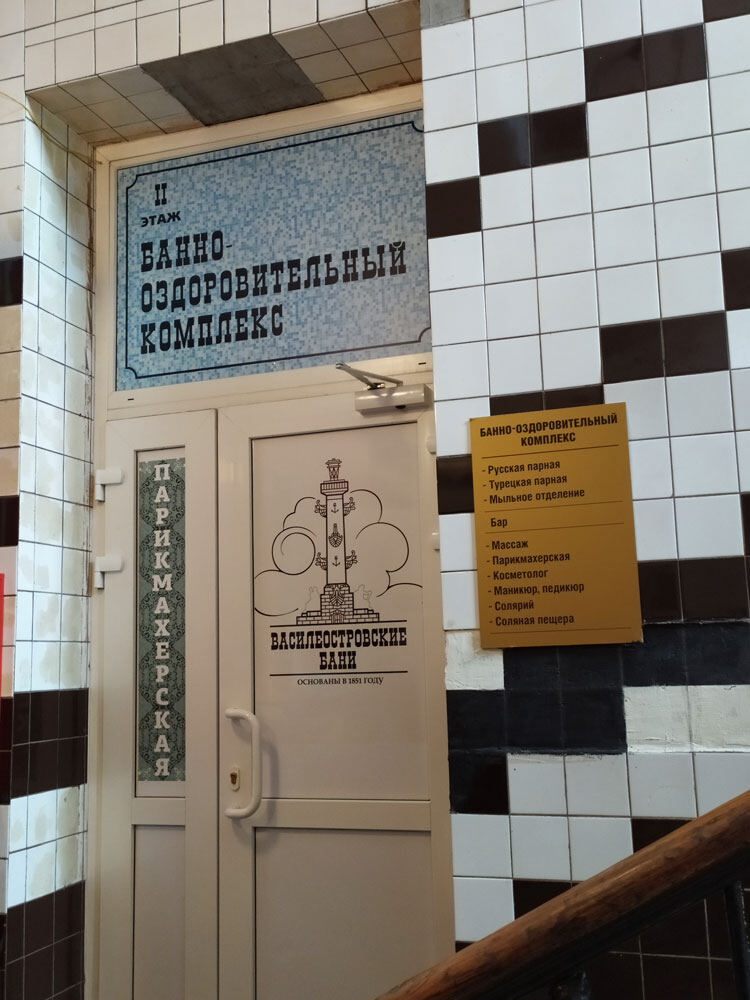 II
ЭТАЖ
БАННО-
ОЗДОРОВИТЕЛЬНЫЙ
КОМПЛЕКС
ПАРИКМАХЕРСКАЯ
ВАСИЛЕОСТРОВСКИЕ
БАНИ
ОСНОВАНЫ В 1851 ГОДУ
БАННО-ОЗДОРОВИТЕЛЬНЫЙ
КОМПЛЕКС
- Русская парная
- Турецкая парная
- Мыльное отделение
Бар
- Массаж
- Парикмахерская
- Косметолог
- Маникюр, педикюр
- Солярий
- Соляная пещера